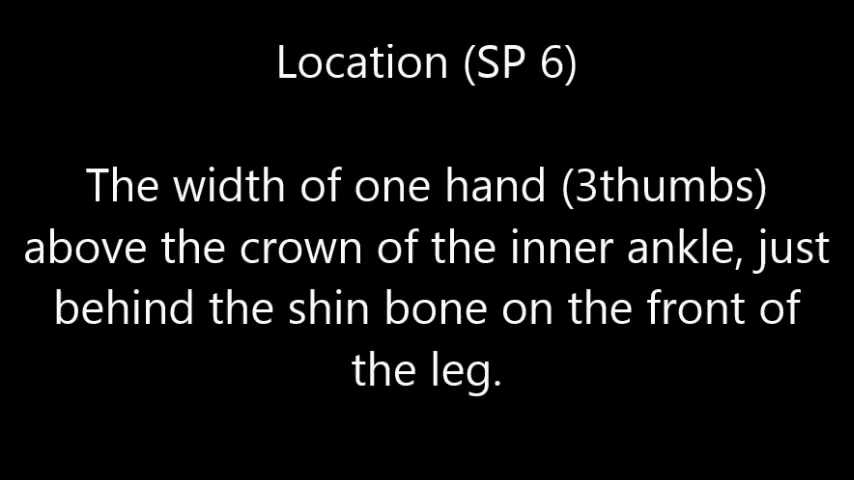 Location (SP 6)
The width of one hand (3thumbs)
above the crown of the inner ankle, just
behind the shin bone on the front of
the leg.